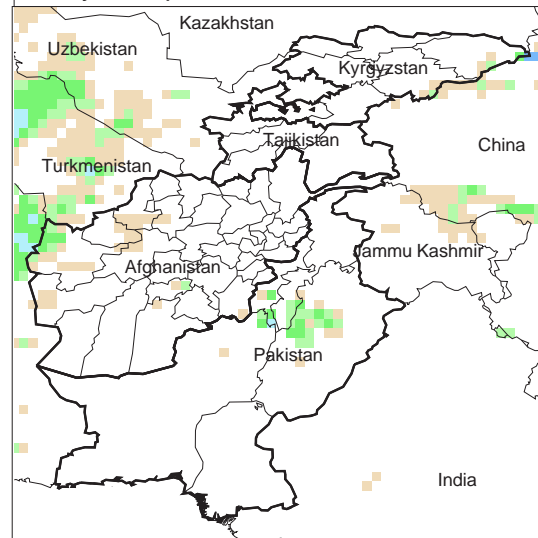 Kazakhstan
Uzbekistan
Kyrgyzstan
Tajikistan
China
Turkmenistan
Jammu Kashmir
Afghanistan
Pakistan
India